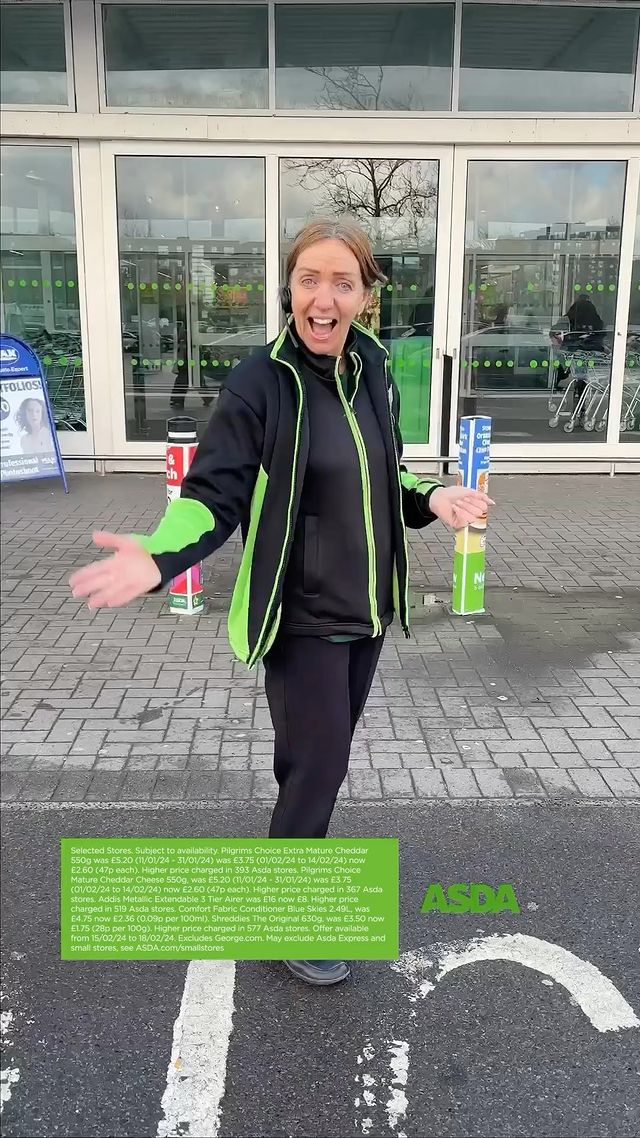 AX
to Expert
TFOLIOS!
rofessional
&
ch
Selected Stores. Subject to availability. Pilgrims Choice Extra Mature Cheddar
550g was £5.20 (11/01/24 - 31/01/24) was £3.75 (01/02/24 to 14/02/24) now
£2.60 (47p each). Higher price charged in 393 Asda stores. Pilgrims Choice
Mature Cheddar Cheese 550g, was £5.20 (11/01/24 - 31/01/24) was £3.75
(01/02/24 to 14/02/24) now £2.60 (47p each). Higher price charged in 367 Asda
stores. Addis Metallic Extendable 3 Tier Airer was £16 now £8. Higher price
charged in 519 Asda stores. Comfort Fabric Conditioner Blue Skies 2.49L, was
£4.75 now £2.36 (0.09p per 100ml). Shreddies The Original 630g, was £3.50 now
£1.75 (28p per 100g). Higher price charged in 577 Asda stores. Offer available
from 15/02/24 to 18/02/24. Excludes George.com. May exclude Asda Express and
small stores, see ASDA.com/smallstores
ASDA